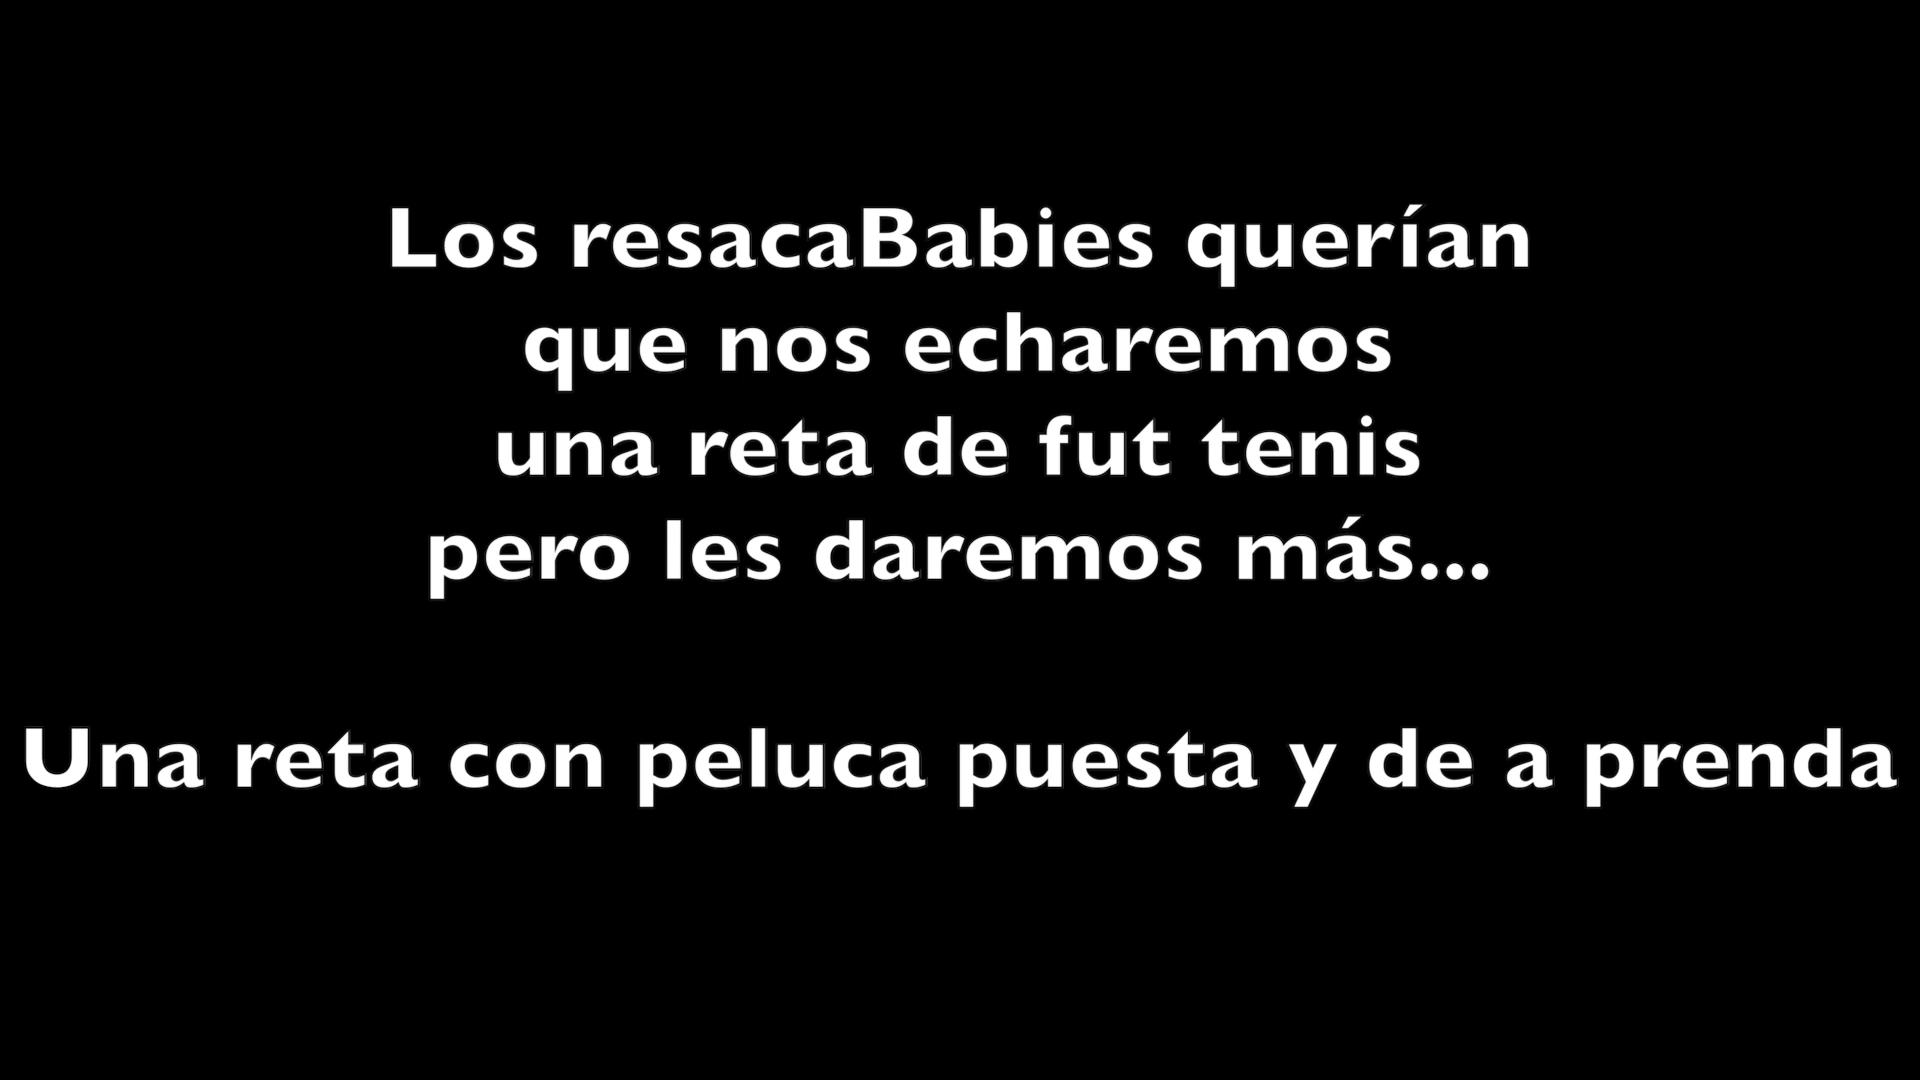 Los resacaBabies querían
que nos echaremos
una reta de fut tenis
pero les daremos más...
Una reta con peluca puesta y de a prenda